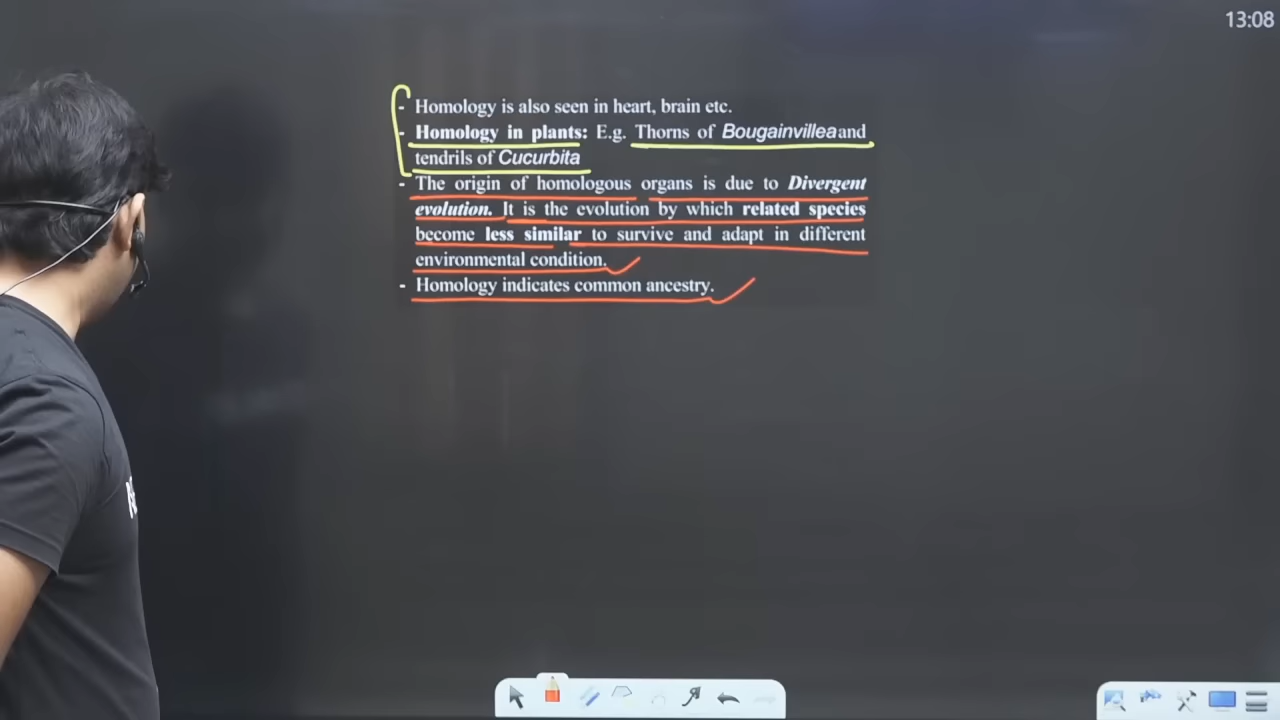 13:08
- Homology is also seen in heart, brain etc.
- Homology in plants: E.g. Thorns of Bougainvillea and
tendrils of Cucurbita
- The origin of homologous organs is due to Divergent
evolution. It is the evolution by which related species
become less similar to survive and adapt in different
environmental condition.
- Homology indicates common ancestry.